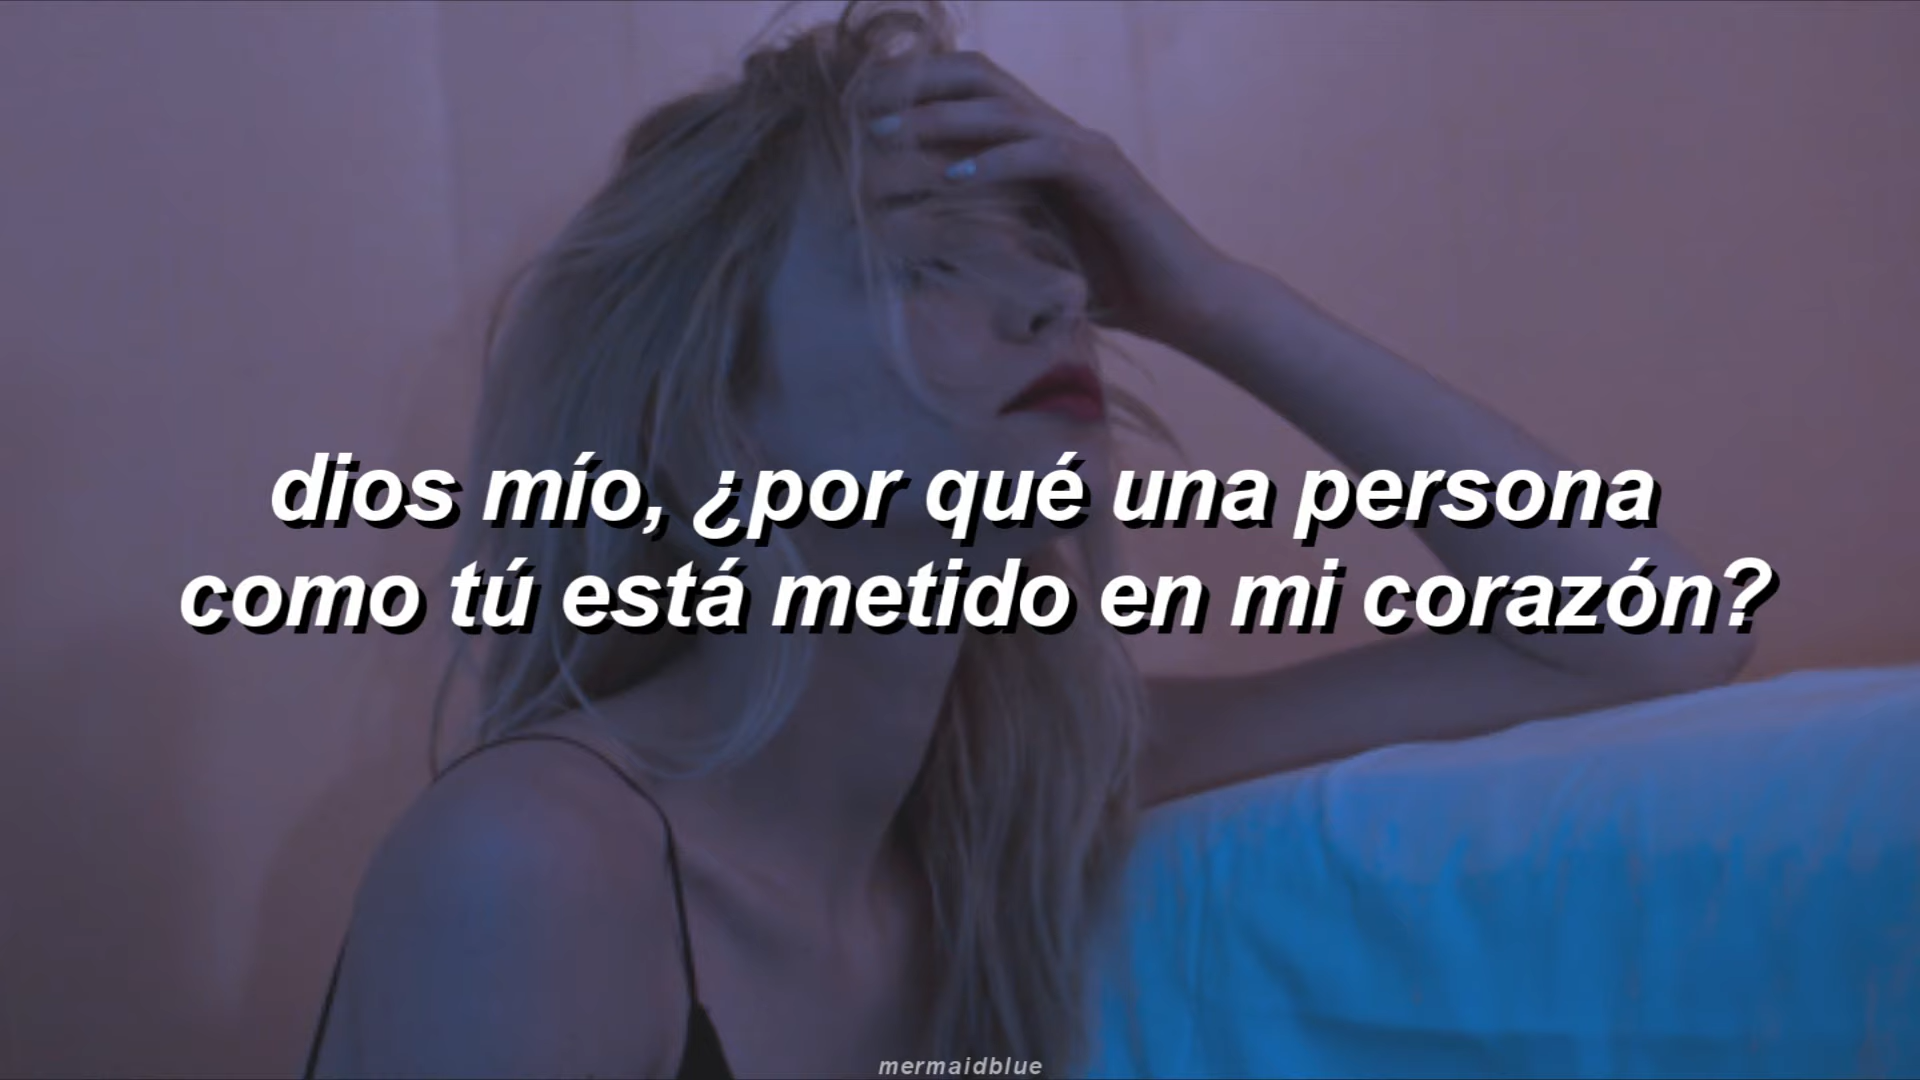 dios mío, ¿por qué una persona
como tú está metido en mi corazón?
mermaidblue